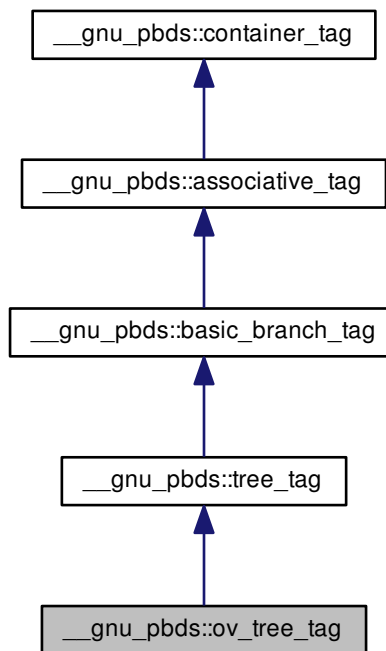 __gnu_pbds::container_tag
__gnu_pbds::associative_tag
__gnu_pbds::basic_branch_tag
__gnu_pbds::tree_tag
__gnu_pbds::ov_tree_tag